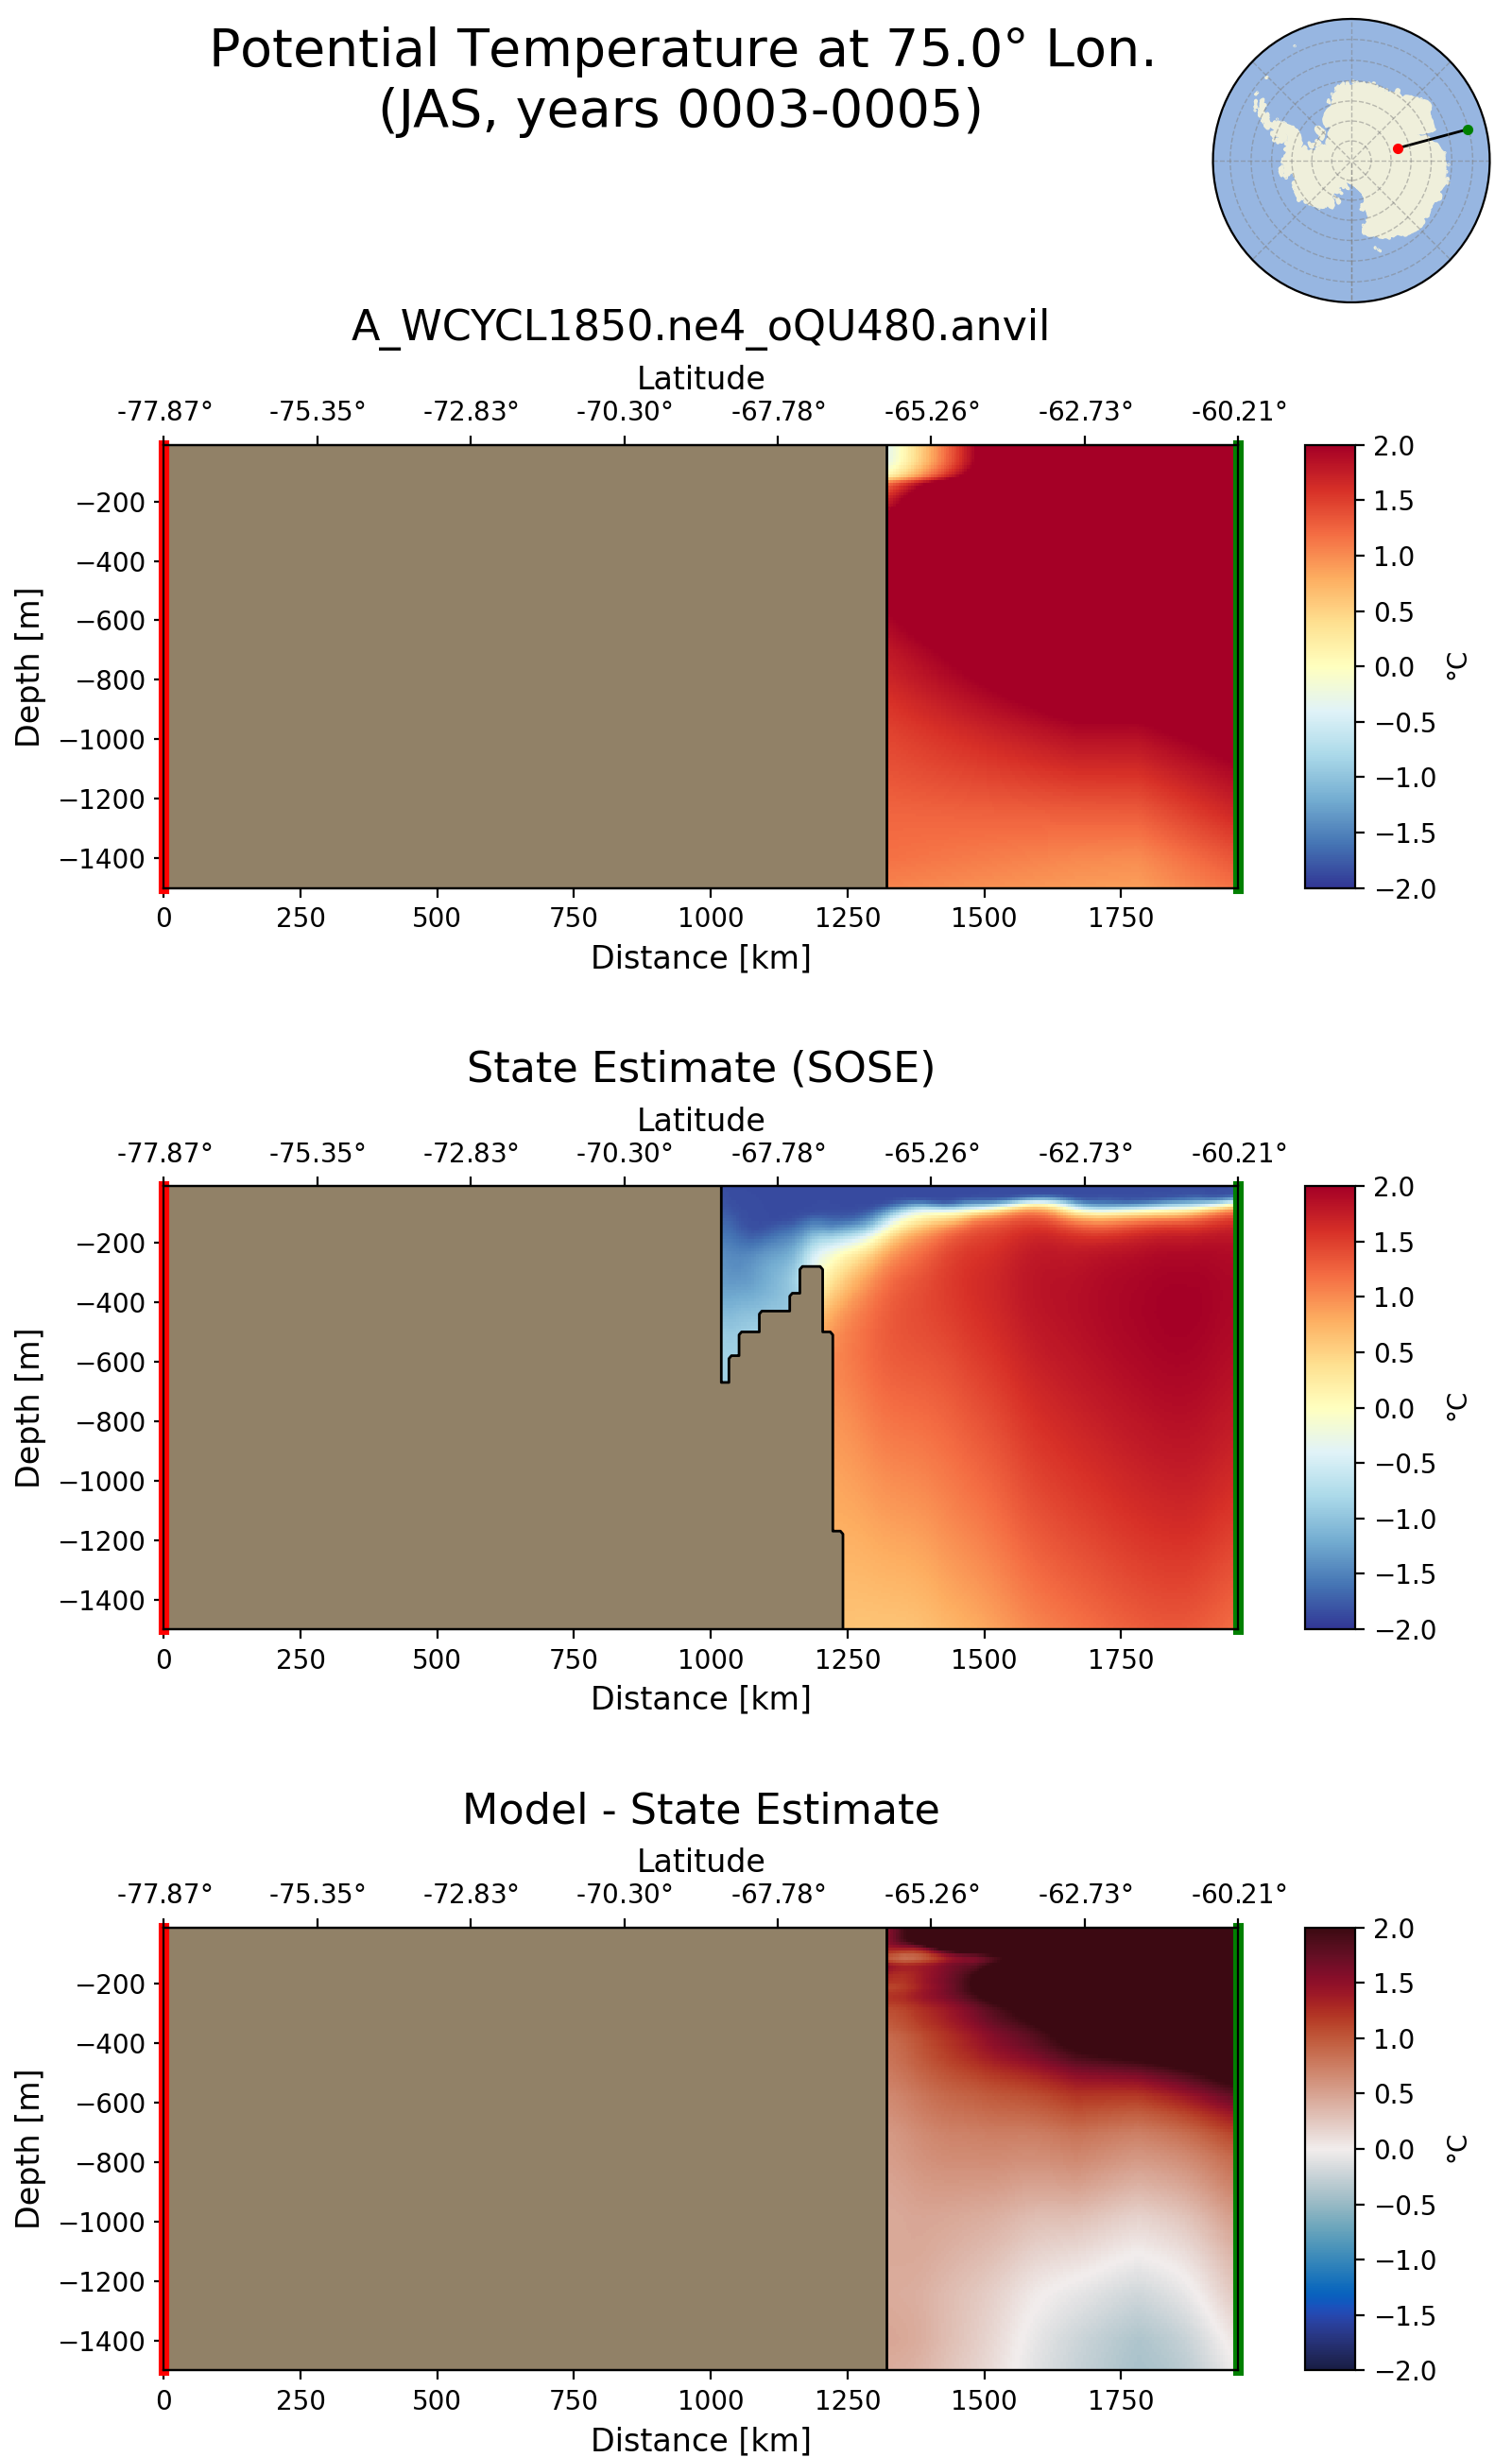 Potential Temperature at 75.0° Lon.
(JAS, years 0003-0005)
A_WCYCL1850.ne4_oQU480.anvil
Latitude
-77.87° -75.35° -72.83° -70.30° -67.78° -65.26° -62.73° -60.21°
Depth [m]
−200
−400
−600
−800
−1000
−1200
−1400
0 250 500 750 1000 1250 1500 1750
Distance [km]
2.0
1.5
1.0
0.5
0.0
−0.5
−1.0
−1.5
−2.0
°C
State Estimate (SOSE)
Latitude
-77.87° -75.35° -72.83° -70.30° -67.78° -65.26° -62.73° -60.21°
Depth [m]
−200
−400
−600
−800
−1000
−1200
−1400
0 250 500 750 1000 1250 1500 1750
Distance [km]
2.0
1.5
1.0
0.5
0.0
−0.5
−1.0
−1.5
−2.0
°C
Model - State Estimate
Latitude
-77.87° -75.35° -72.83° -70.30° -67.78° -65.26° -62.73° -60.21°
Depth [m]
−200
−400
−600
−800
−1000
−1200
−1400
0 250 500 750 1000 1250 1500 1750
Distance [km]
2.0
1.5
1.0
0.5
0.0
−0.5
−1.0
−1.5
−2.0
°C